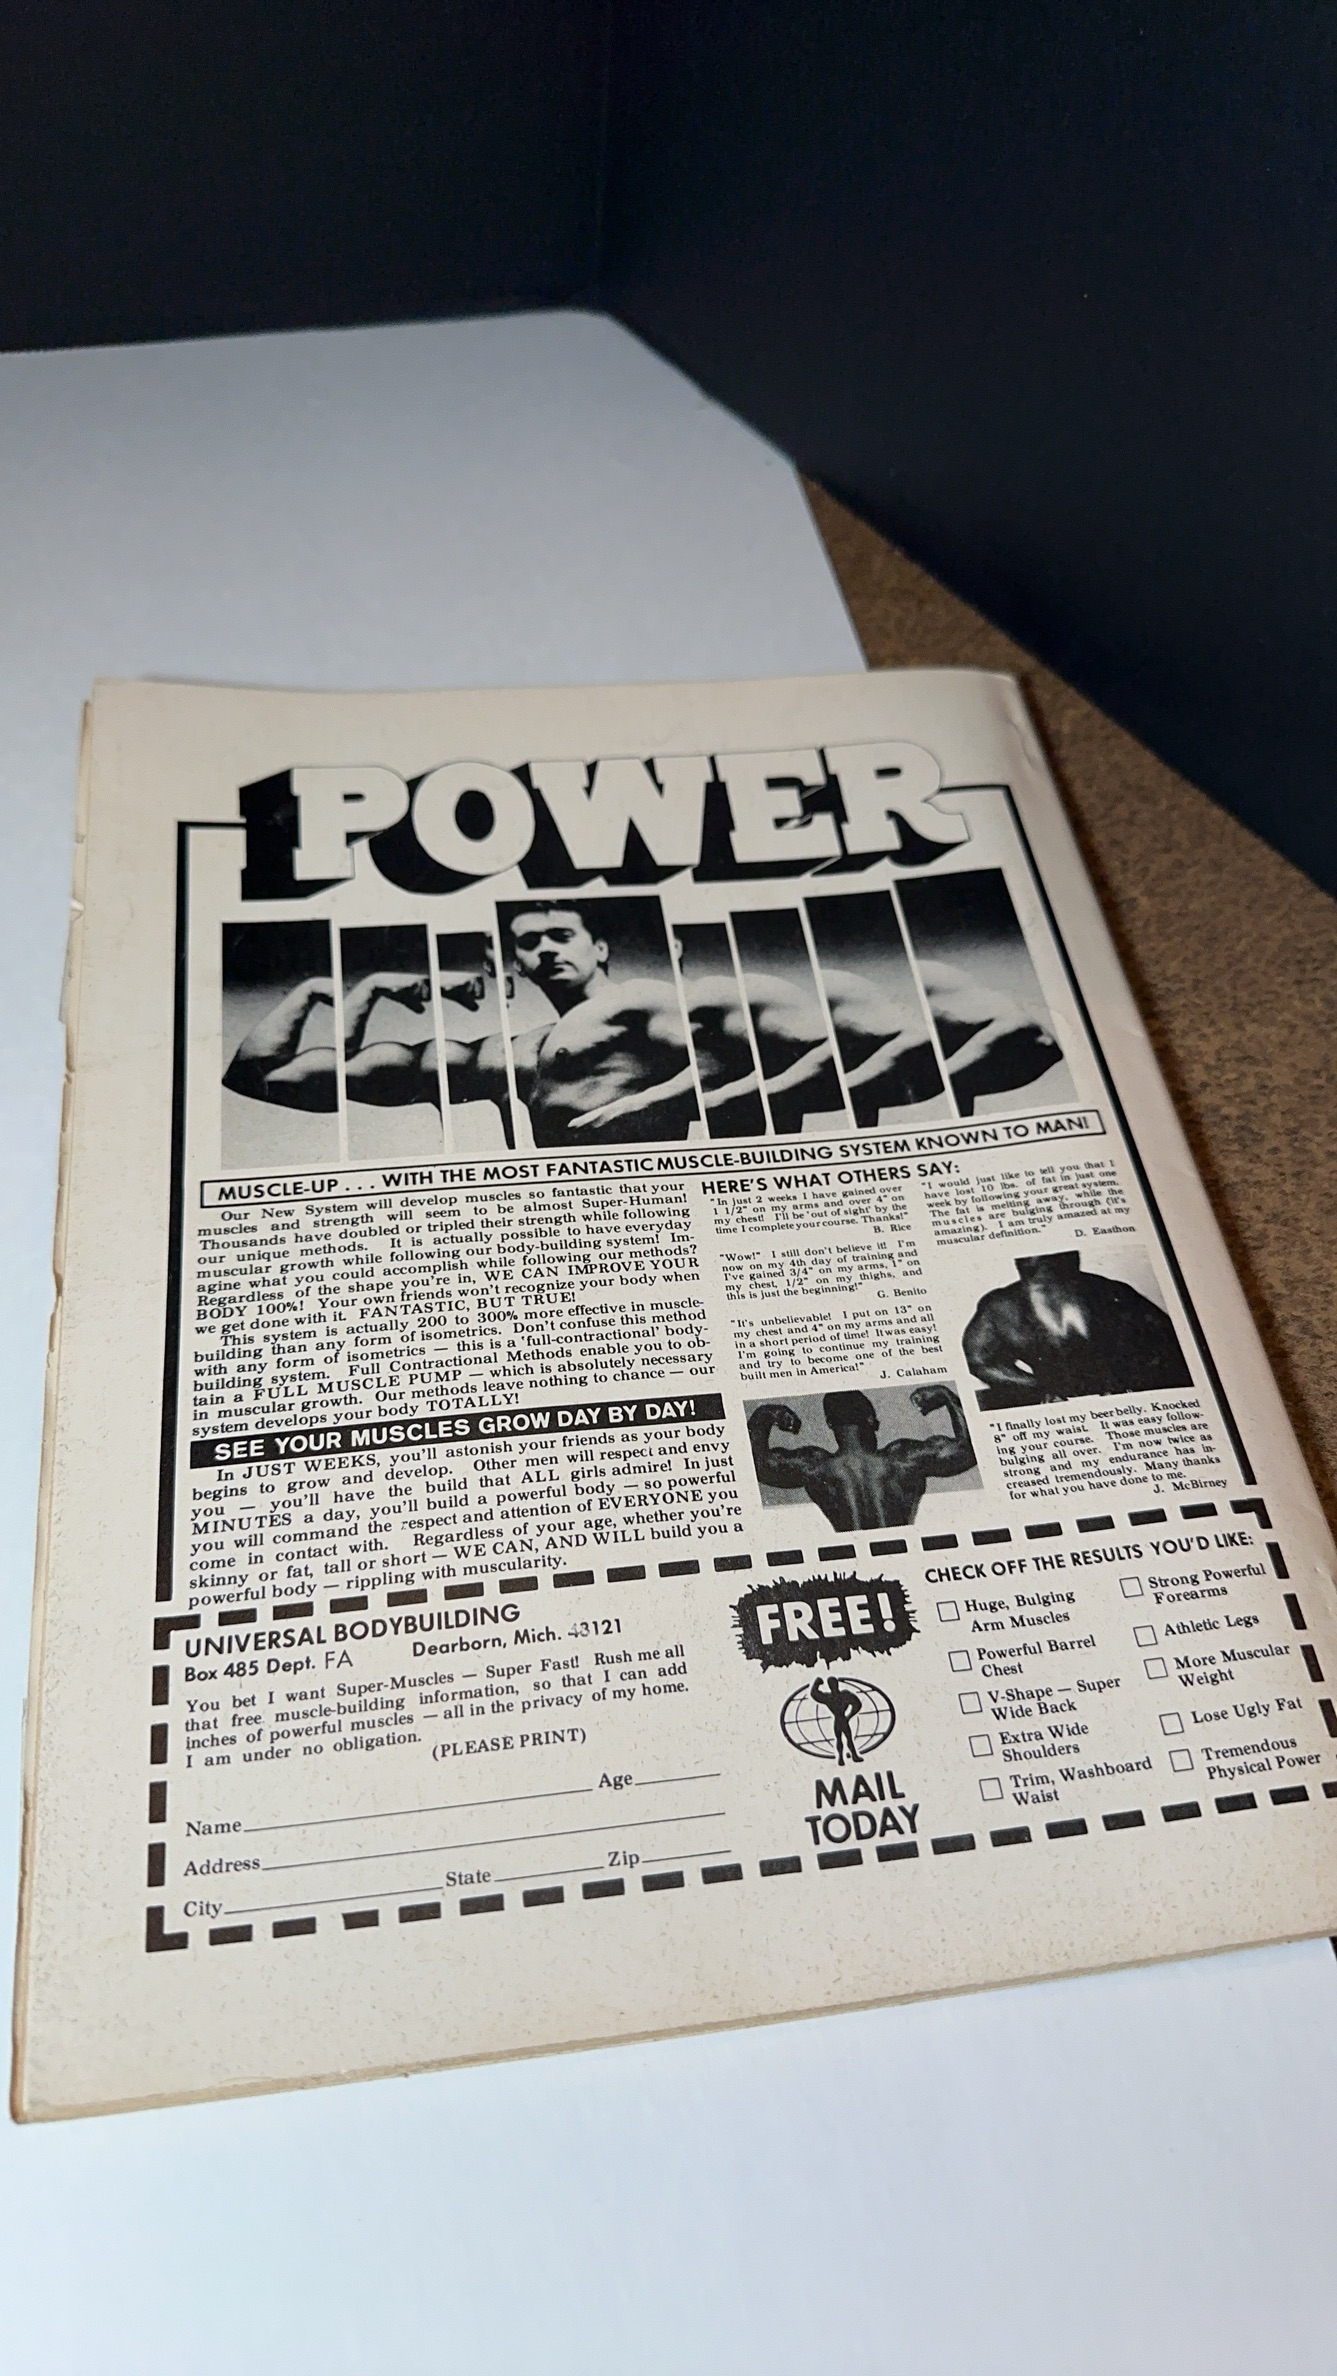 POWER
MUSCLE-UP . . . WITH THE MOST FANTASTIC MUSCLE-BUILDING SYSTEM KNOWN TO MAN!
Our New System will develop muscles so fantastic that your
muscles and strength will seem to be almost Super-Human!
Thousands have doubled or tripled their strength while following
our unique methods. It is actually possible to have everyday
muscular growth while following our body-building system! Im-
agine what you could accomplish while following our methods?
Regardless of the shape you're in, WE CAN IMPROVE YOUR
BODY 100%! Your own friends won't recognize your body when
we get done with it. FANTASTIC, BUT TRUE!
This system is actually 200 to 300% more effective in muscle-
building than any form of isometrics. Don't confuse this method
with any form of isometrics — this is a 'full-contractional' body-
building system. Full Contractional Methods enable you to ob-
tain a FULL MUSCLE PUMP — which is absolutely necessary
in muscular growth. Our methods leave nothing to chance — our
system develops your body TOTALLY!
SEE YOUR MUSCLES GROW DAY BY DAY!
In JUST WEEKS, you'll astonish your friends as your body
begins to grow and develop. Other men will respect and envy
you — you'll have the build that ALL girls admire! In just
MINUTES a day, you'll build a powerful body — so powerful
you will command the respect and attention of EVERYONE you
come in contact with. Regardless of your age, whether you're
skinny or fat, tall or short — WE CAN, AND WILL build you a
powerful body — rippling with muscularity.
HERE'S WHAT OTHERS SAY:
"In just 2 weeks I have gained over
1 1/2" on my arms and over 4" on
my chest! I'll be 'out of sight' by the
time I complete your course. Thanks!"
B. Rice
"Wow!" I still don't believe it! I'm
now on my 4th day of training and
I've gained 3/4" on my arms, 1" on
my chest, 1/2" on my thighs, and
this is just the beginning!"
G. Benito
"It's unbelievable! I put on 13" on
my chest and 4" on my arms and all
in a short period of time! It was easy!
I'm going to continue my training
and try to become one of the best
built men in America!"
J. Calaham
"I would just like to tell you that I
have lost 10 lbs. of fat in just one
week by following your great system.
The fat is melting away, while the
muscles are bulging through (it's
amazing). I am truly amazed at my
muscular definition."
D. Easthon
"I finally lost my beer belly. Knocked
8" off my waist. It was easy follow-
ing your course. Those muscles are
bulging all over. I'm now twice as
strong and my endurance has in-
creased tremendously. Many thanks
for what you have done to me.
J. McBirney
UNIVERSAL BODYBUILDING
Box 485 Dept. FA Dearborn, Mich. 48121
You bet I want Super-Muscles — Super Fast! Rush me all
that free muscle-building information, so that I can add
inches of powerful muscles — all in the privacy of my home.
I am under no obligation.
(PLEASE PRINT)
Name Age
Address
City State Zip
FREE!
MAIL
TODAY
CHECK OFF THE RESULTS YOU'D LIKE:
Huge, Bulging
Arm Muscles
Powerful Barrel
Chest
V-Shape — Super
Wide Back
Extra Wide
Shoulders
Trim, Washboard
Waist
Strong Powerful
Forearms
Athletic Legs
More Muscular
Weight
Lose Ugly Fat
Tremendous
Physical Power